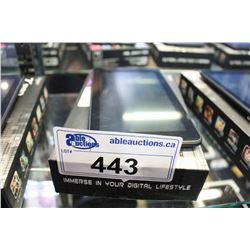 able
auctions
ableauctions.ca
LOT#
443
IMMERSE IN YOUR DIGITAL LIFESTYLE